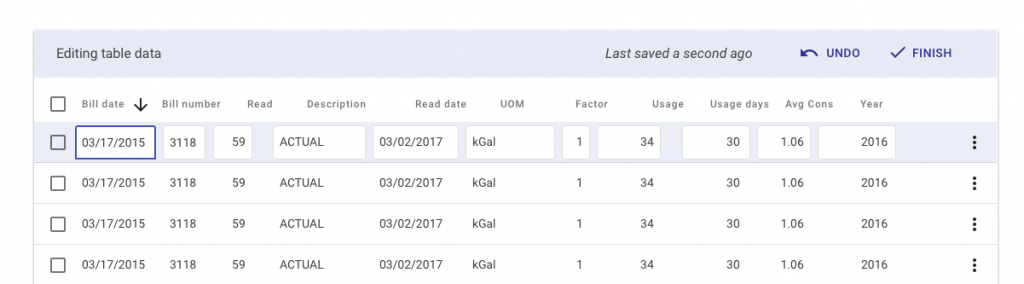 Editing table data Last saved a second ago UNDO FINISH
Bill date Bill number Read Description Read date UOM Factor Usage Usage days Avg Cons Year
03/17/2015 3118 59 ACTUAL 03/02/2017 kGal 1 34 30 1.06 2016
03/17/2015 3118 59 ACTUAL 03/02/2017 kGal 1 34 30 1.06 2016
03/17/2015 3118 59 ACTUAL 03/02/2017 kGal 1 34 30 1.06 2016
03/17/2015 3118 59 ACTUAL 03/02/2017 kGal 1 34 30 1.06 2016